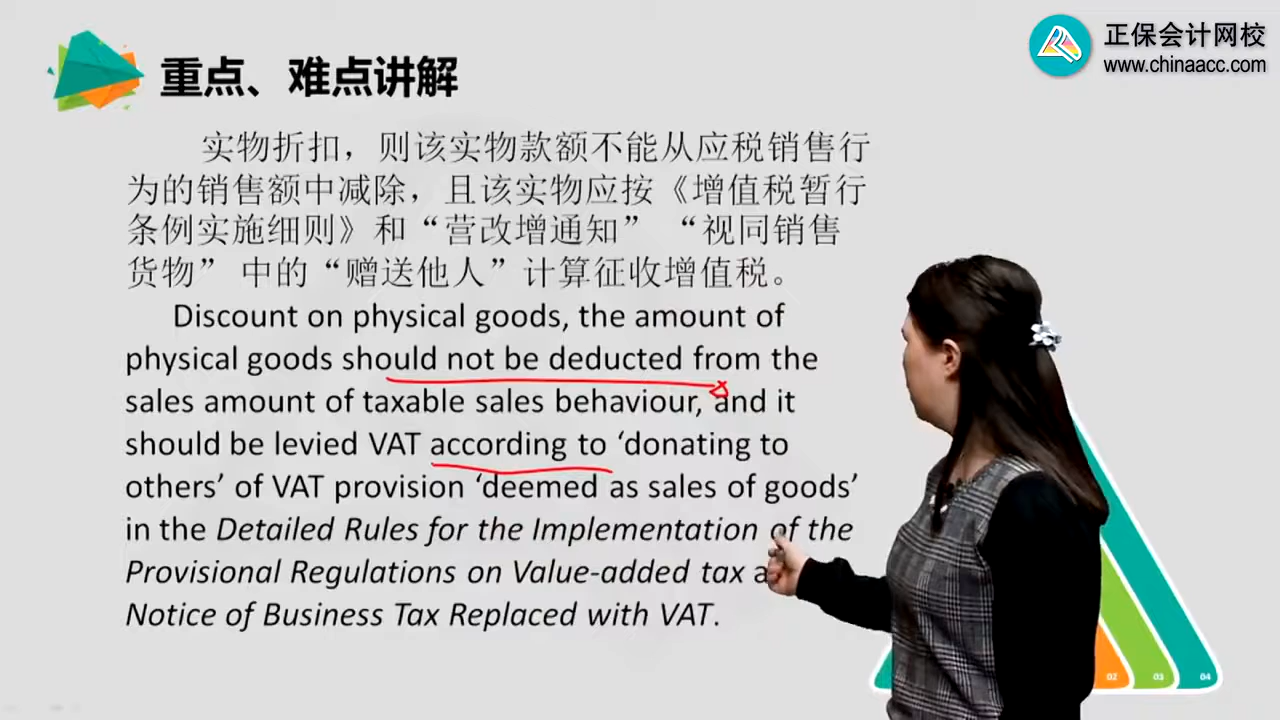 正保会计网校
www.chinaacc.com
重点、难点讲解
实物折扣，则该实物款额不能从应税销售行
为的销售额中减除，且该实物应按《增值税暂行
条例实施细则》和“营改增通知” “视同销售
货物” 中的“赠送他人”计算征收增值税。
Discount on physical goods, the amount of
physical goods should not be deducted from the
sales amount of taxable sales behaviour, and it
should be levied VAT according to ‘donating to
others’ of VAT provision ‘deemed as sales of goods’
in the Detailed Rules for the Implementation of the
Provisional Regulations on Value-added tax
Notice of Business Tax Replaced with VAT.
02 03 04